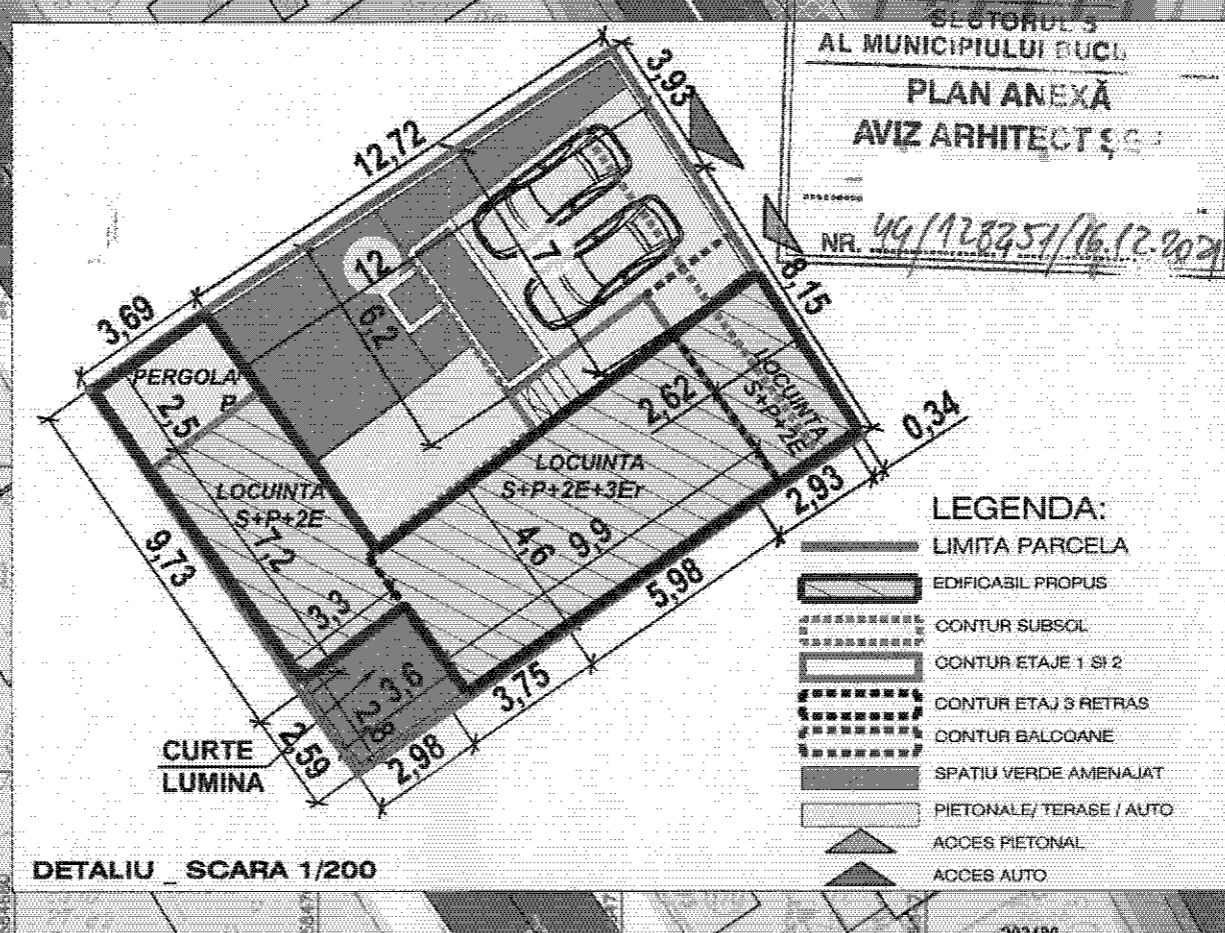 SECTORUL 5
AL MUNICIPIULUI BUCU
PLAN ANEXĂ
AVIZ ARHITECT ȘEF
NR. 44/128257/16.12.2021
3,93
12,72
12
7
6,2
3,69
8,15
PERGOLA
P
2,5
LOCUINTA
S+P+2E
2,62
0,34
LOCUINTA
S+P+2E+3Er
LOCUINTA
S+P+2E
2,93
7,2
4,6
9,9
9,73
5,98
3,3
3,6
2,8
3,75
2,59
2,98
CURTE
LUMINA
LEGENDA:
LIMITA PARCELA
EDIFICABIL PROPUS
CONTUR SUBSOL
CONTUR ETAJE 1 SI 2
CONTUR ETAJ 3 RETRAS
CONTUR BALCOANE
SPATIU VERDE AMENAJAT
PIETONALE/ TERASE / AUTO
ACCES PIETONAL
ACCES AUTO
DETALIU _ SCARA 1/200